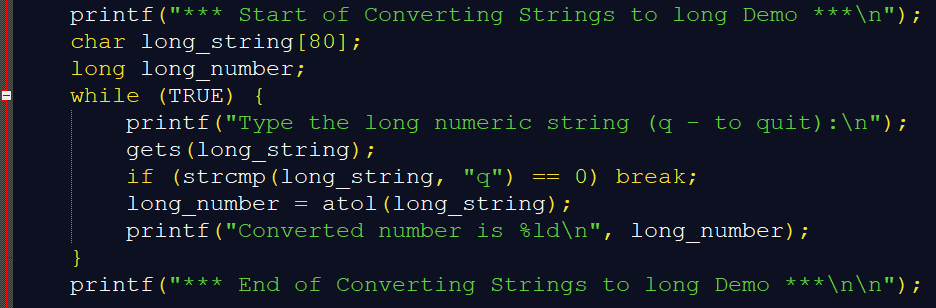 printf("*** Start of Converting Strings to long Demo ***\n");
char long_string[80];
long long_number;
while (TRUE) {
printf("Type the long numeric string (q - to quit):\n");
gets(long_string);
if (strcmp(long_string, "q") == 0) break;
long_number = atol(long_string);
printf("Converted number is %ld\n", long_number);
}
printf("*** End of Converting Strings to long Demo ***\n\n");